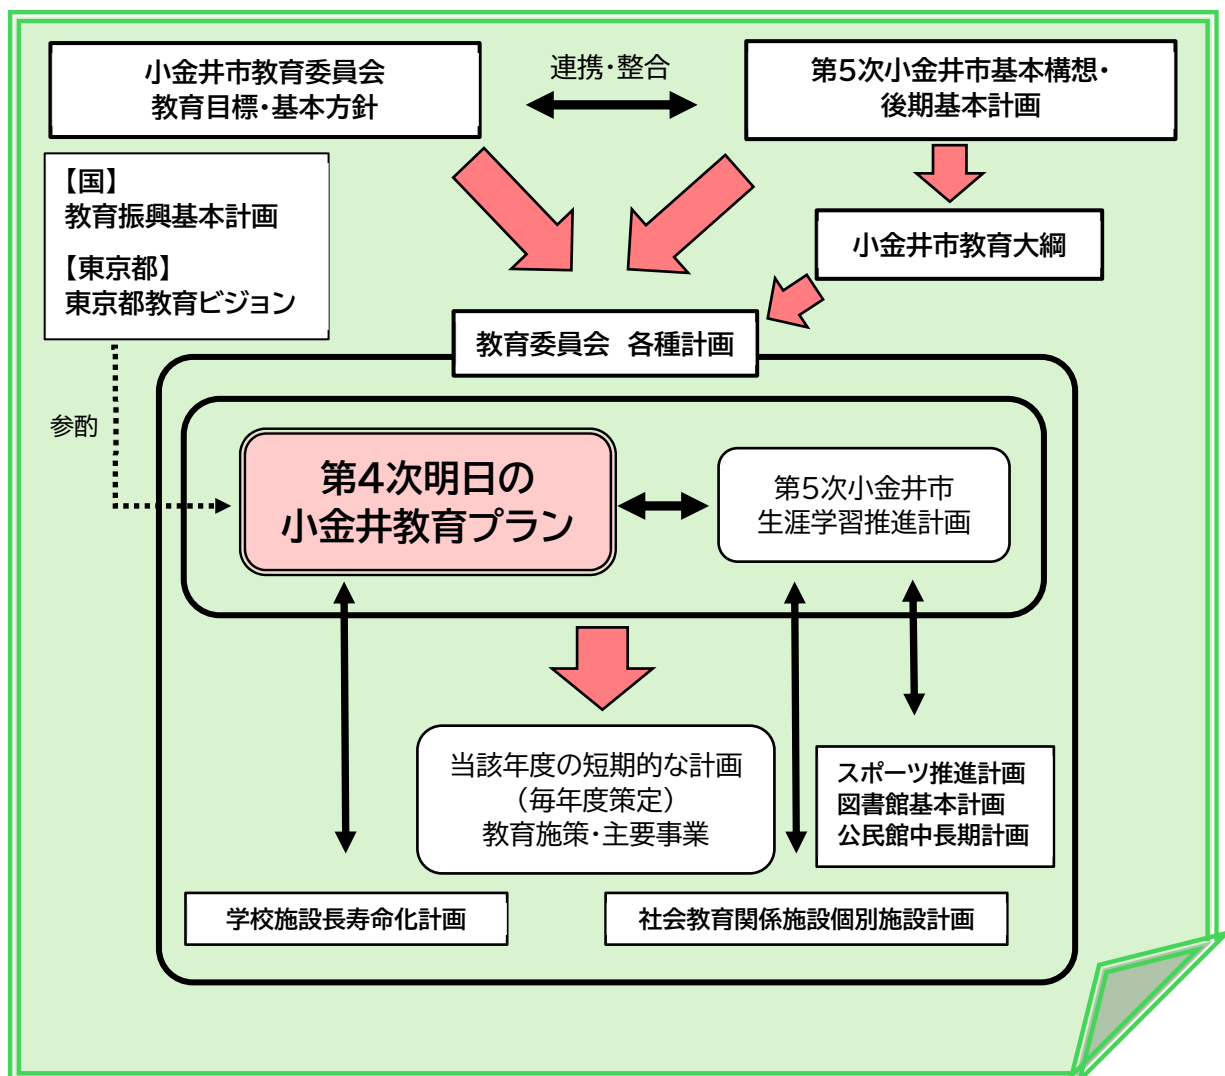 小金井市教育委員会
教育目標・基本方針
連携・整合
第5次小金井市基本構想・
後期基本計画
【国】
教育振興基本計画
【東京都】
東京都教育ビジョン
小金井市教育大綱
教育委員会 各種計画
参酌
第4次明日の
小金井教育プラン
第5次小金井市
生涯学習推進計画
当該年度の短期的な計画
(毎年度策定)
教育施策・主要事業
スポーツ推進計画
図書館基本計画
公民館中長期計画
学校施設長寿命化計画
社会教育関係施設個別施設計画